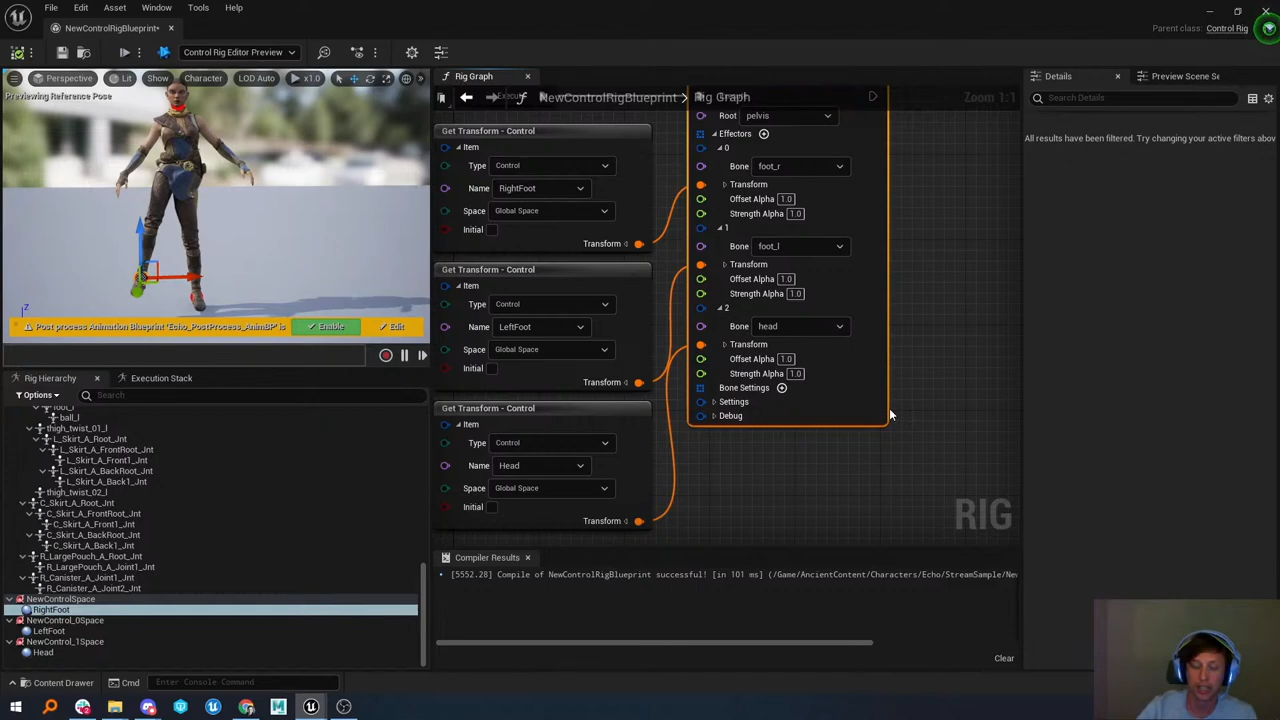 File Edit Asset Window Tools Help
NewControlRigBlueprint*
Parent class: Control Rig
Control Rig Editor Preview
Perspective Lit Show Character LOD Auto x1.0
Previewing Reference Pose
Z
Post process Animation Blueprint 'Echo_PostProcess_AnimBP' is
Enable
Edit
Rig Hierarchy
Execution Stack
Options
Search
foot_l
ball_l
thigh_twist_01_l
L_Skirt_A_Root_Jnt
L_Skirt_A_FrontRoot_Jnt
L_Skirt_A_Front1_Jnt
L_Skirt_A_BackRoot_Jnt
L_Skirt_A_Back1_Jnt
thigh_twist_02_l
C_Skirt_A_Root_Jnt
C_Skirt_A_FrontRoot_Jnt
C_Skirt_A_Front1_Jnt
C_Skirt_A_BackRoot_Jnt
C_Skirt_A_Back1_Jnt
R_LargePouch_A_Root_Jnt
R_LargePouch_A_Joint1_Jnt
R_Canister_A_Joint1_Jnt
R_Canister_A_Joint2_Jnt
NewControlSpace
RightFoot
NewControl_0Space
LeftFoot
NewControl_1Space
Head
Rig Graph
NewControlRigBlueprint > Rig Graph
Zoom 1:1
Get Transform - Control
Item
Type Control
Name RightFoot
Space Global Space
Initial
Transform
Get Transform - Control
Item
Type Control
Name LeftFoot
Space Global Space
Initial
Transform
Get Transform - Control
Item
Type Control
Name Head
Space Global Space
Initial
Transform
Root pelvis
Effectors
0
Bone foot_r
Transform
Offset Alpha 1.0
Strength Alpha 1.0
1
Bone foot_l
Transform
Offset Alpha 1.0
Strength Alpha 1.0
2
Bone head
Transform
Offset Alpha 1.0
Strength Alpha 1.0
Bone Settings
Settings
Debug
RIG
Compiler Results
[5552.28] Compile of NewControlRigBlueprint successful! [in 101 ms] (/Game/AncientContent/Characters/Echo/StreamSample/Nev
Clear
Details
Preview Scene Se
Search Details
All results have been filtered. Try changing your active filters abov
Content Drawer
Cmd
Enter Console Command